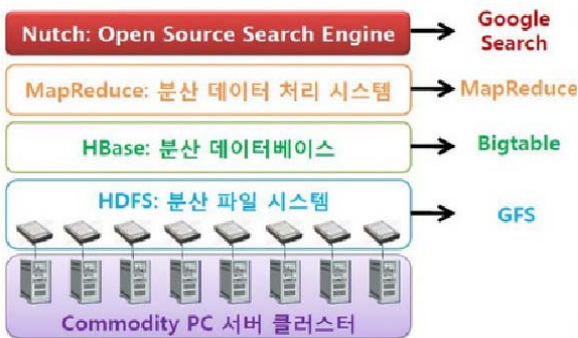 Nutch: Open Source Search Engine
Google
Search
MapReduce: 분산 데이터 처리 시스템
MapReduce
HBase: 분산 데이터베이스
Bigtable
HDFS: 분산 파일 시스템
GFS
Commodity PC 서버 클러스터